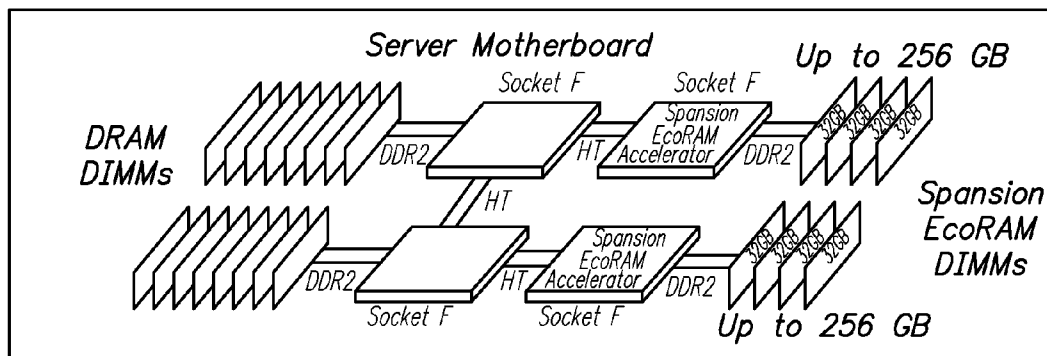 Server Motherboard
Up to 256 GB
Socket F
Socket F
DRAM
DIMMs
DDR2
HT
Spansion
EcoRAM
Accelerator
DDR2
32GB
32GB
32GB
32GB
HT
Spansion
EcoRAM
DIMMs
DDR2
HT
Spansion
EcoRAM
Accelerator
DDR2
32GB
32GB
32GB
32GB
Socket F
Socket F
Up to 256 GB